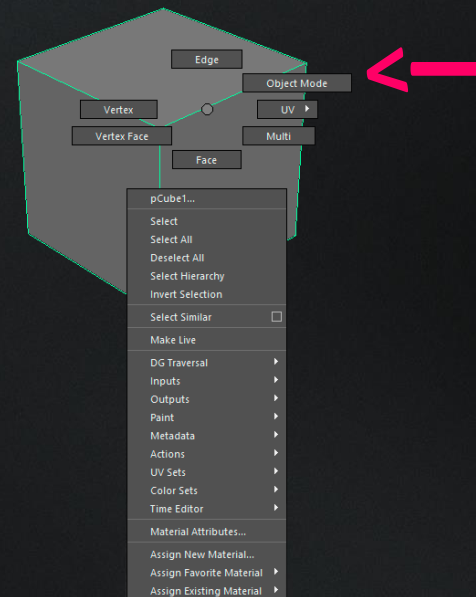 Edge
Object Mode
Vertex
UV
Vertex Face
Multi
Face
pCube1...
Select
Select All
Deselect All
Select Hierarchy
Invert Selection
Select Similar
Make Live
DG Traversal
Inputs
Outputs
Paint
Metadata
Actions
UV Sets
Color Sets
Time Editor
Material Attributes...
Assign New Material...
Assign Favorite Material
Assign Existing Material